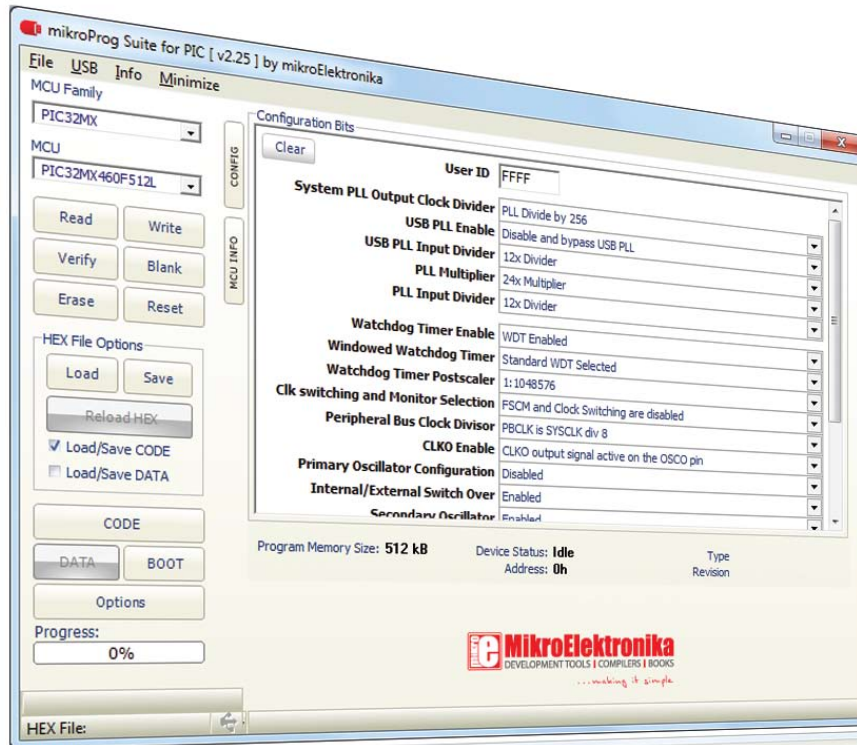 mikroProg Suite for PIC [ v2.25 ] by mikroElektronika
File USB Info Minimize
MCU Family
PIC32MX
MCU
PIC32MX460F512L
Read Write
Verify Blank
Erase Reset
HEX File Options
Load Save
Reload HEX
Load/Save CODE
Load/Save DATA
CODE
DATA BOOT
Options
Progress:
0%
HEX File:
CONFIG
MCU INFO
Configuration Bits
Clear
User ID FFFF
System PLL Output Clock Divider PLL Divide by 256
USB PLL Enable Disable and bypass USB PLL
USB PLL Input Divider 12x Divider
PLL Multiplier 24x Multiplier
PLL Input Divider 12x Divider
Watchdog Timer Enable WDT Enabled
Windowed Watchdog Timer Standard WDT Selected
Watchdog Timer Postscaler 1:1048576
Clk switching and Monitor Selection FSCM and Clock Switching are disabled
Peripheral Bus Clock Divisor PBCLK is SYSCLK div 8
CLKO Enable CLKO output signal active on the OSCO pin
Primary Oscillator Configuration Disabled
Internal/External Switch Over Enabled
Secondary Oscillator Enabled
Program Memory Size: 512 kB Device Status: Idle Type
Address: 0h Revision
mikro e MikroElektronika
DEVELOPMENT TOOLS | COMPILERS | BOOKS
...making it simple